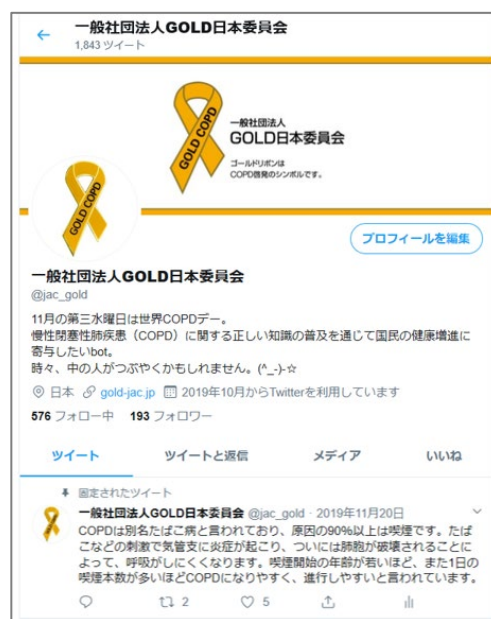 一般社団法人GOLD日本委員会
1,843 ツイート
GOLD COPD
一般社団法人
GOLD日本委員会
ゴールドリボンは
COPD啓発のシンボルです。
GOLD COPD
プロフィールを編集
一般社団法人GOLD日本委員会
@jac_gold
11月の第三水曜日は世界COPDデー。
慢性閉塞性肺疾患（COPD）に関する正しい知識の普及を通じて国民の健康増進に
寄与したいbot。
時々、中の人がつぶやくかもしれません。(^_-)-☆
日本 gold-jac.jp 2019年10月からTwitterを利用しています
576 フォロー中 193 フォロワー
ツイート ツイートと返信 メディア いいね
固定されたツイート
一般社団法人GOLD日本委員会 @jac_gold · 2019年11月20日
COPDは別名たばこ病と言われており、原因の90%以上は喫煙です。たば
こなどの刺激で気管支に炎症が起こり、ついには肺胞が破壊されることに
よって、呼吸がしにくくなります。喫煙開始の年齢が若いほど、また1日の
喫煙本数が多いほどCOPDになりやすく、進行しやすいと言われています。
2 5